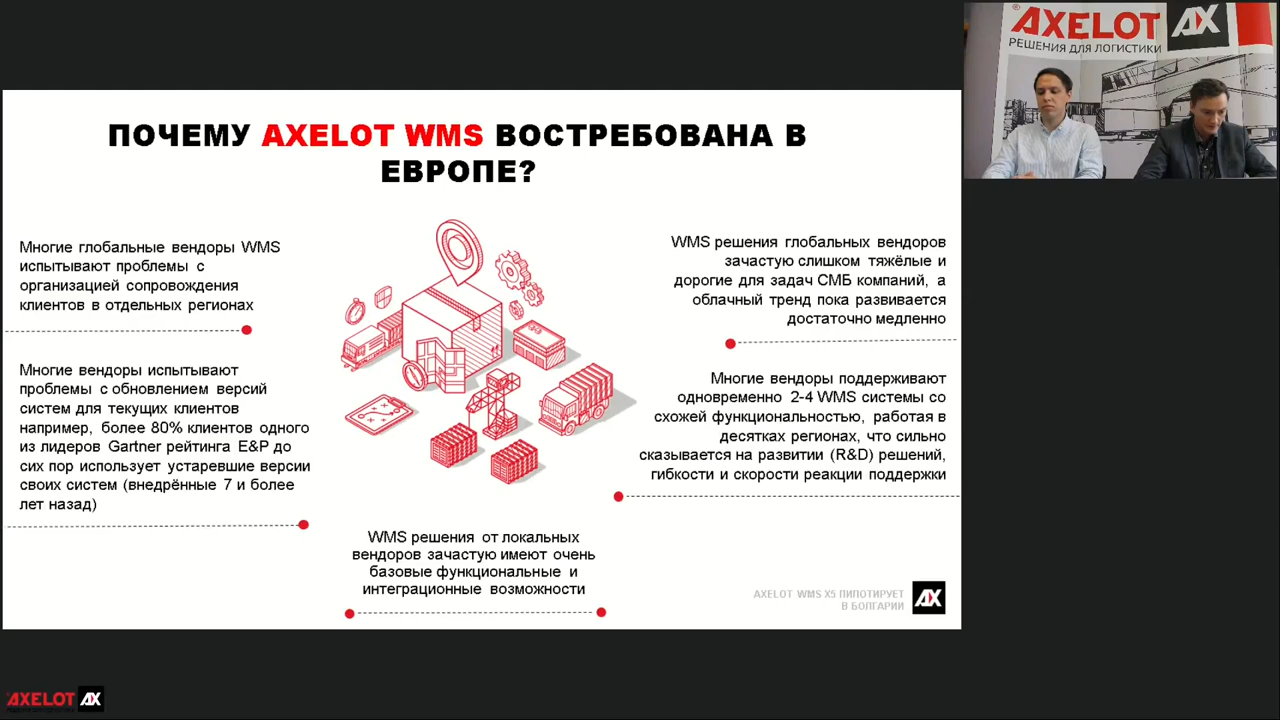 ПОЧЕМУ AXELOT WMS ВОСТРЕБОВАНА В
ЕВРОПЕ?
Многие глобальные вендоры WMS
испытывают проблемы с
организацией сопровождения
клиентов в отдельных регионах
Многие вендоры испытывают
проблемы с обновлением версий
систем для текущих клиентов
например, более 80% клиентов одного
из лидеров Gartner рейтинга E&P до
сих пор использует устаревшие версии
своих систем (внедрённые 7 и более
лет назад)
WMS решения от локальных
вендоров зачастую имеют очень
базовые функциональные и
интеграционные возможности
WMS решения глобальных вендоров
зачастую слишком тяжёлые и
дорогие для задач СМБ компаний, а
облачный тренд пока развивается
достаточно медленно
Многие вендоры поддерживают
одновременно 2-4 WMS системы со
схожей функциональностью, работая в
десятках регионах, что сильно
сказывается на развитии (R&D) решений,
гибкости и скорости реакции поддержки
AXELOT WMS X5 ПИЛОТИРУЕТ
В БОЛГАРИИ
AX
AXELOT AX
РЕШЕНИЯ ДЛЯ ЛОГИСТИКИ
AXELOT AX